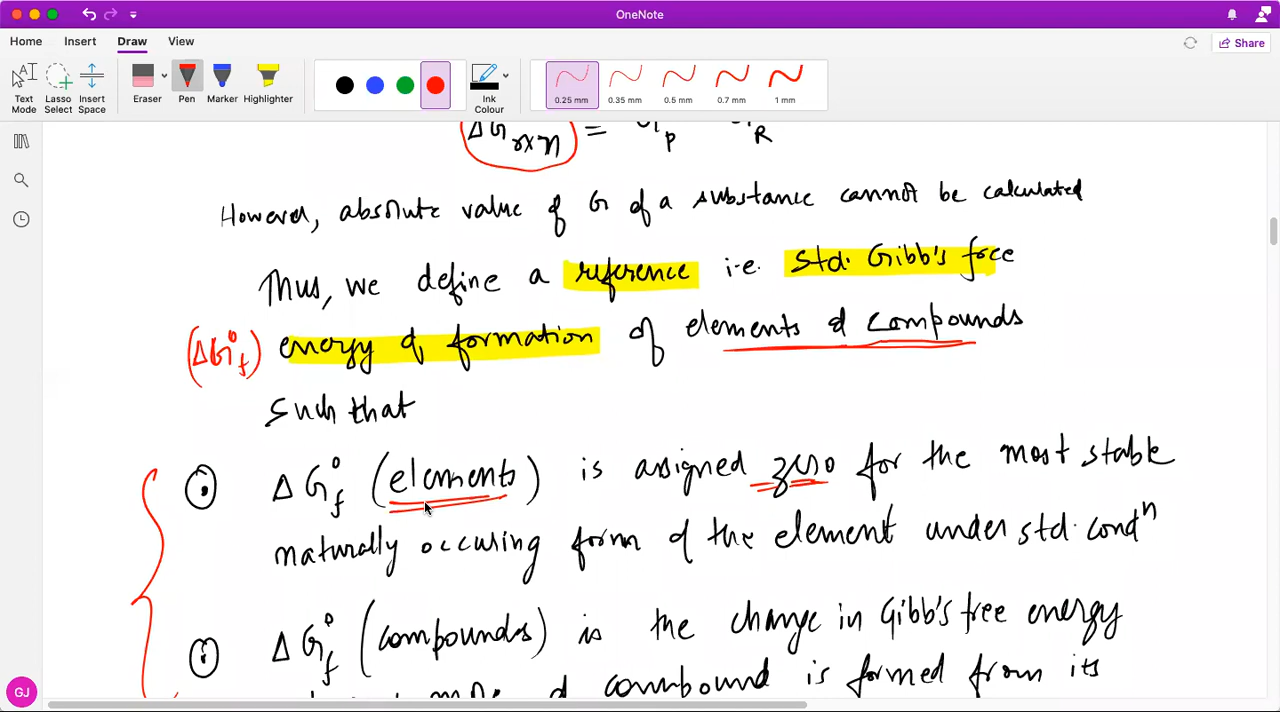 OneNote
Home Insert Draw View
Share
Text Mode
Lasso Select
Insert Space
Eraser
Pen
Marker
Highlighter
Ink Colour
0.25 mm
0.35 mm
0.5 mm
0.7 mm
1 mm
ΔG rxn = G P G R
However, absolute value of G of a substance cannot be calculated
Thus, we define a reference i.e. Std. Gibb's free
(ΔG°f) energy of formation of elements & compounds
Such that
ΔG°f (elements) is assigned zero for the most stable
naturally occuring form of the element under std. condⁿ
ΔG°f (compounds) is the change in Gibb's free energy
compound is formed from its
GJ